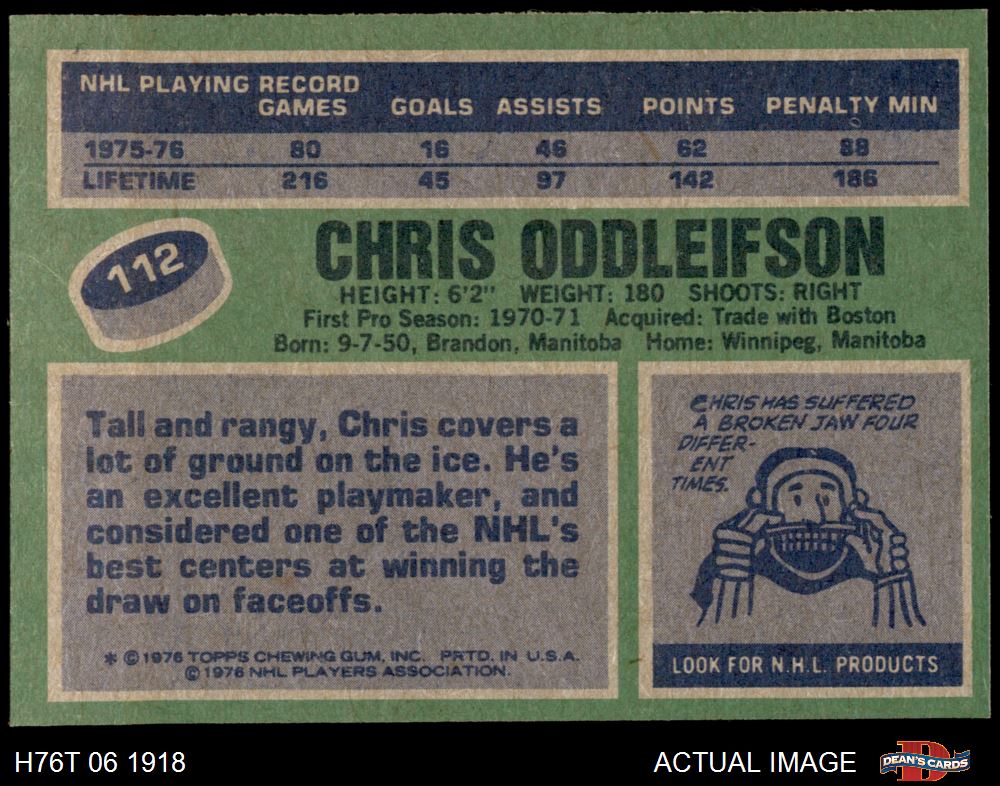 NHL PLAYING RECORD
GAMES GOALS ASSISTS POINTS PENALTY MIN
1975-76 80 16 46 62 88
LIFETIME 216 45 97 142 186
112
CHRIS ODDLEIFSON
HEIGHT: 6'2" WEIGHT: 180 SHOOTS: RIGHT
First Pro Season: 1970-71 Acquired: Trade with Boston
Born: 9-7-50, Brandon, Manitoba Home: Winnipeg, Manitoba
Tall and rangy, Chris covers a
lot of ground on the ice. He's
an excellent playmaker, and
considered one of the NHL's
best centers at winning the
draw on faceoffs.
* © 1976 TOPPS CHEWING GUM, INC. PRTD. IN U.S.A.
© 1976 NHL PLAYERS ASSOCIATION.
CHRIS HAS SUFFERED
A BROKEN JAW FOUR
DIFFER-
ENT
TIMES.
LOOK FOR N.H.L. PRODUCTS
H76T 06 1918 ACTUAL IMAGE D DEAN'S CARDS